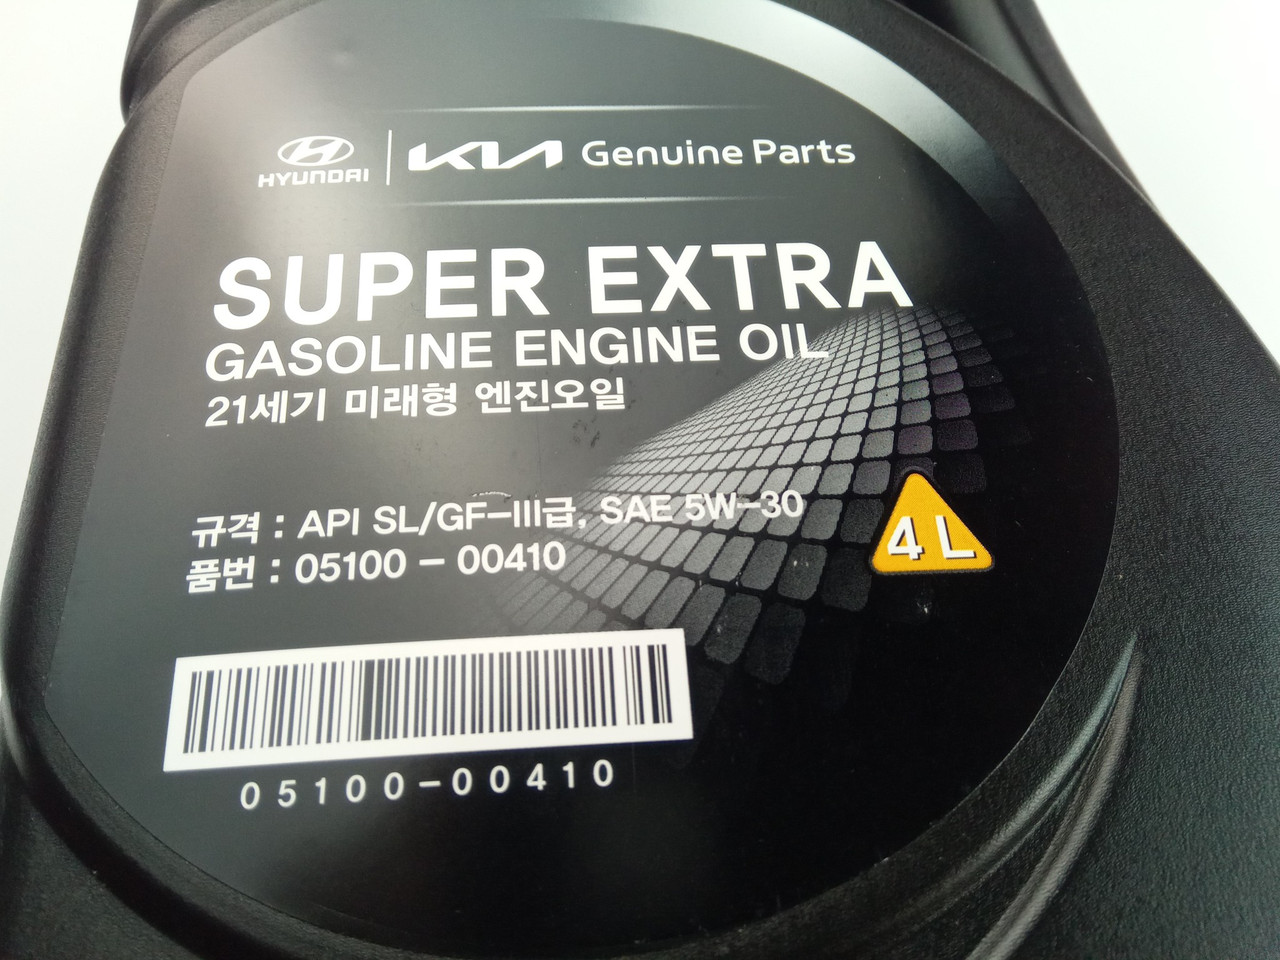 HYUNDAI KIA Genuine Parts
SUPER EXTRA
GASOLINE ENGINE OIL
21세기 미래형 엔진오일
규격 : API SL/GF-III급, SAE 5W-30
품번 : 05100 - 00410
4 L
05100-00410